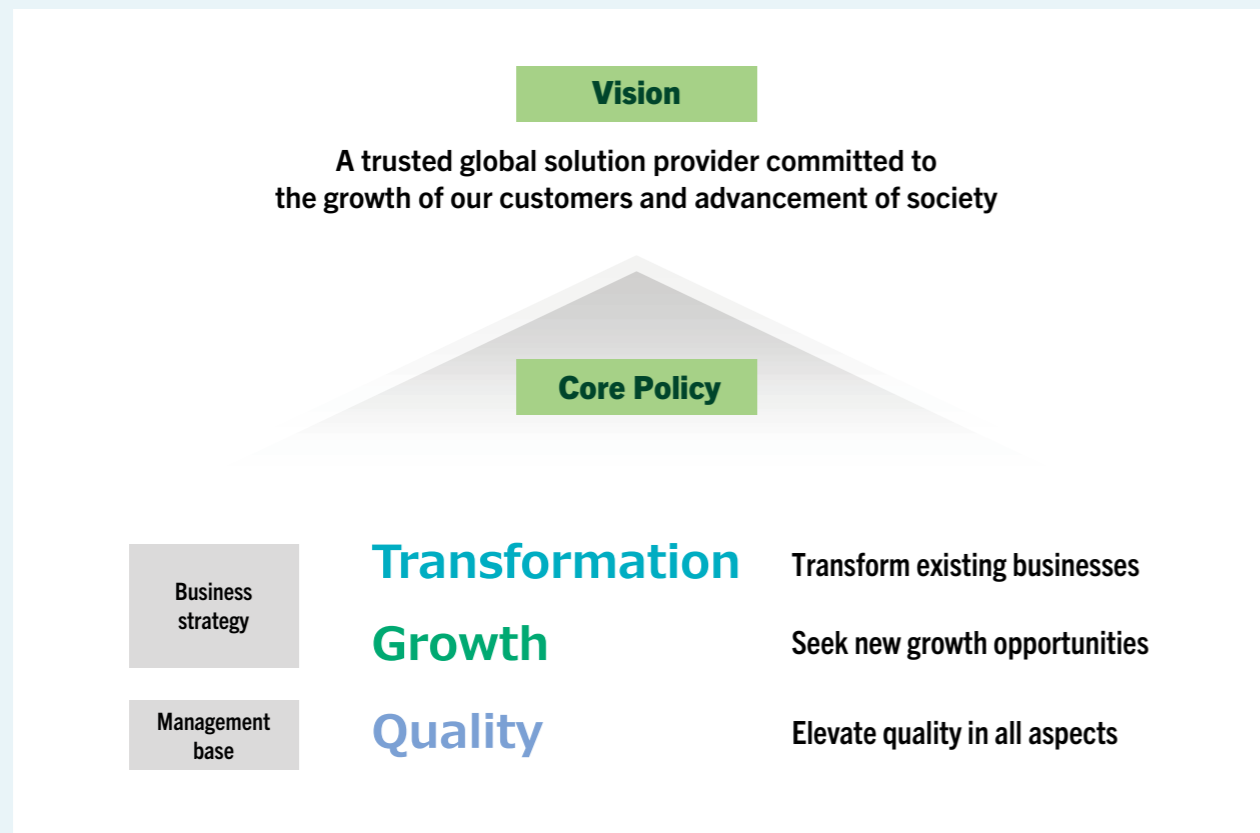 Vision
A trusted global solution provider committed to
the growth of our customers and advancement of society
Core Policy
Business
strategy
Transformation
Transform existing businesses
Growth
Seek new growth opportunities
Management
base
Quality
Elevate quality in all aspects